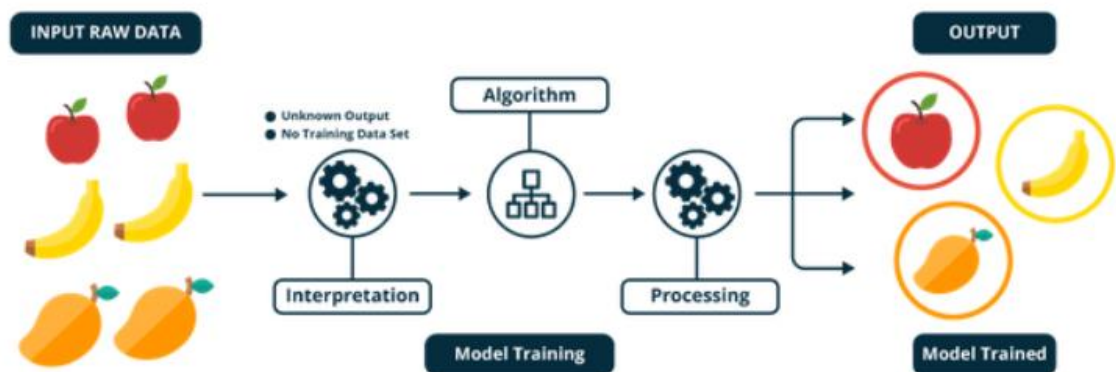 INPUT RAW DATA
OUTPUT
Algorithm
Unknown Output
No Training Data Set
Interpretation
Processing
Model Training
Model Trained